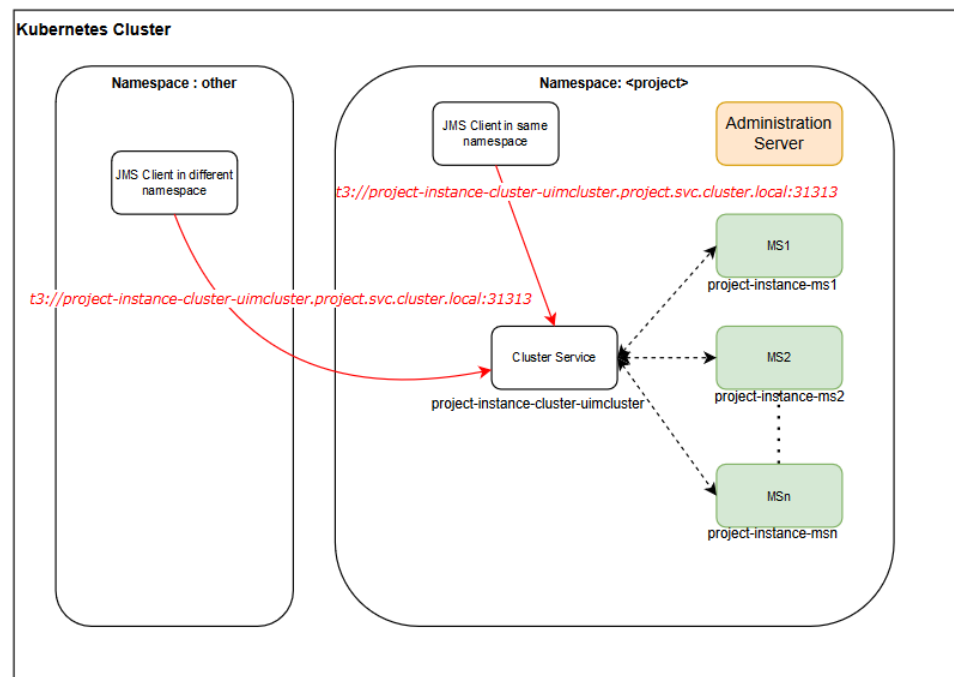 Kubernetes Cluster
Namespace : other
JMS Client in different
namespace
t3://project-instance-cluster-uimcluster.project.svc.cluster.local:31313
Namespace: <project>
JMS Client in same
namespace
Administration
Server
t3://project-instance-cluster-uimcluster.project.svc.cluster.local:31313
MS1
project-instance-ms1
Cluster Service
project-instance-cluster-uimcluster
MS2
project-instance-ms2
MSn
project-instance-msn